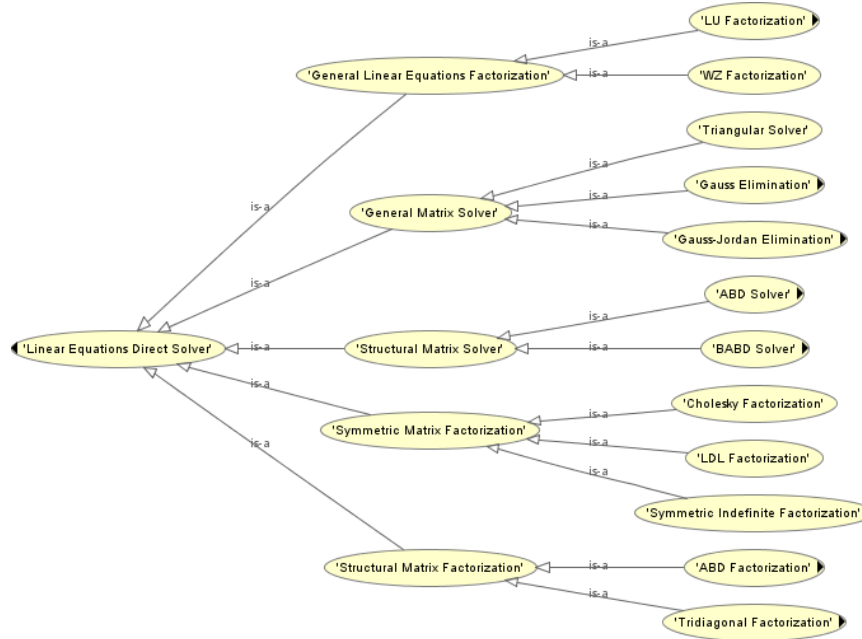 'LU Factorization'
is-a
'General Linear Equations Factorization'
is-a
'WZ Factorization'
'Triangular Solver'
is-a
'Gauss Elimination'
is-a
is-a
'General Matrix Solver'
is-a
'Gauss-Jordan Elimination'
is-a
'ABD Solver'
is-a
'Linear Equations Direct Solver'
is-a
'Structural Matrix Solver'
is-a
'BABD Solver'
is-a
'Cholesky Factorization'
is-a
'Symmetric Matrix Factorization'
is-a
is-a
'LDL Factorization'
is-a
'Symmetric Indefinite Factorization'
'Structural Matrix Factorization'
is-a
'ABD Factorization'
is-a
'Tridiagonal Factorization'